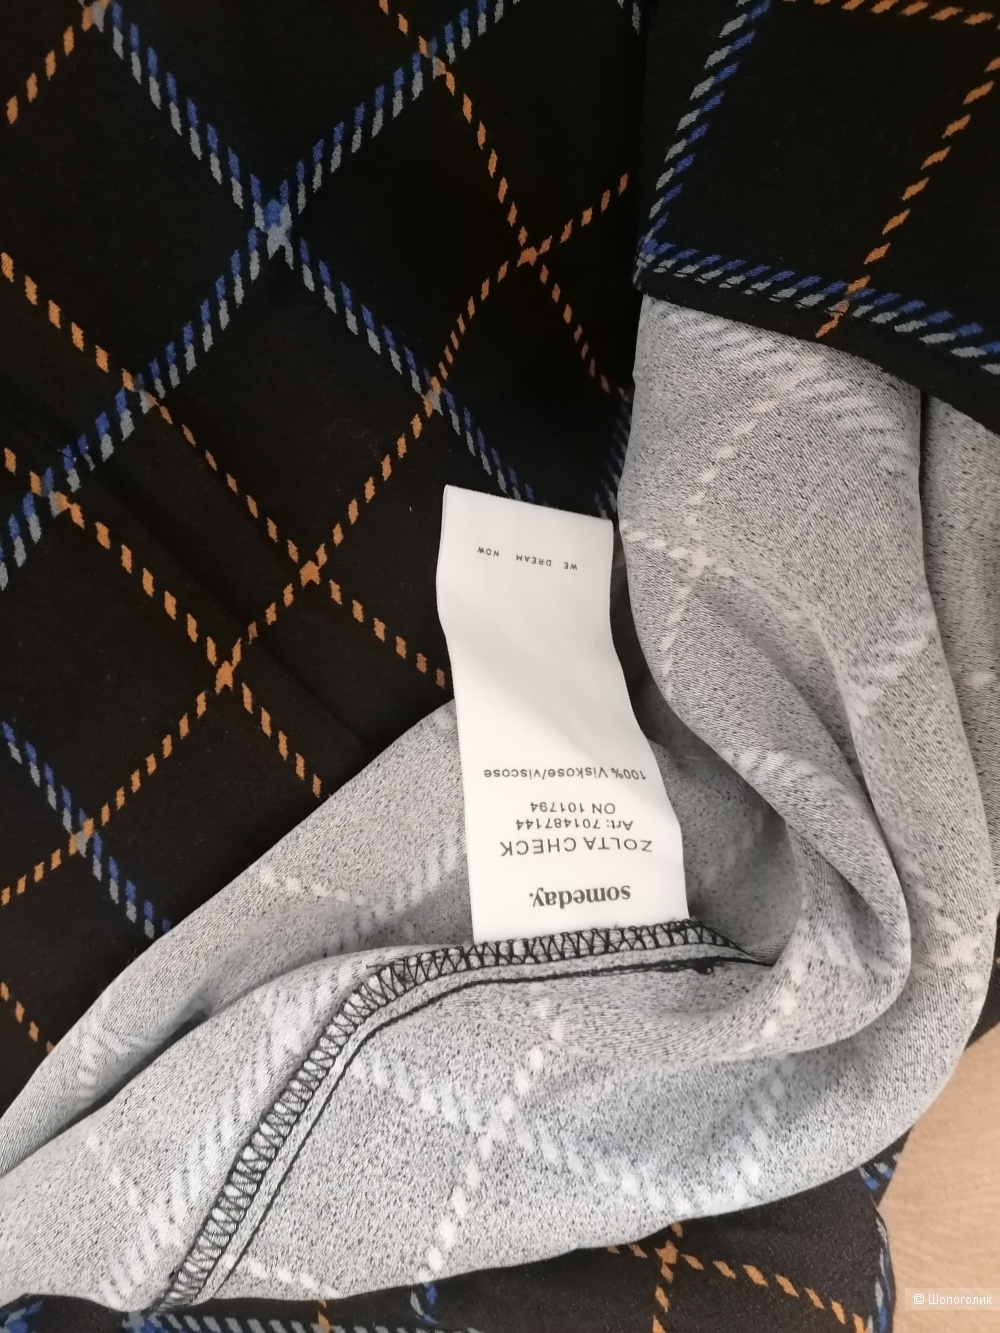 someday.
ZOLTA CHECK
Art: 701487144
ON 101794
100% Viskose/viscose
WE DREAM NOW
© Шопоголик